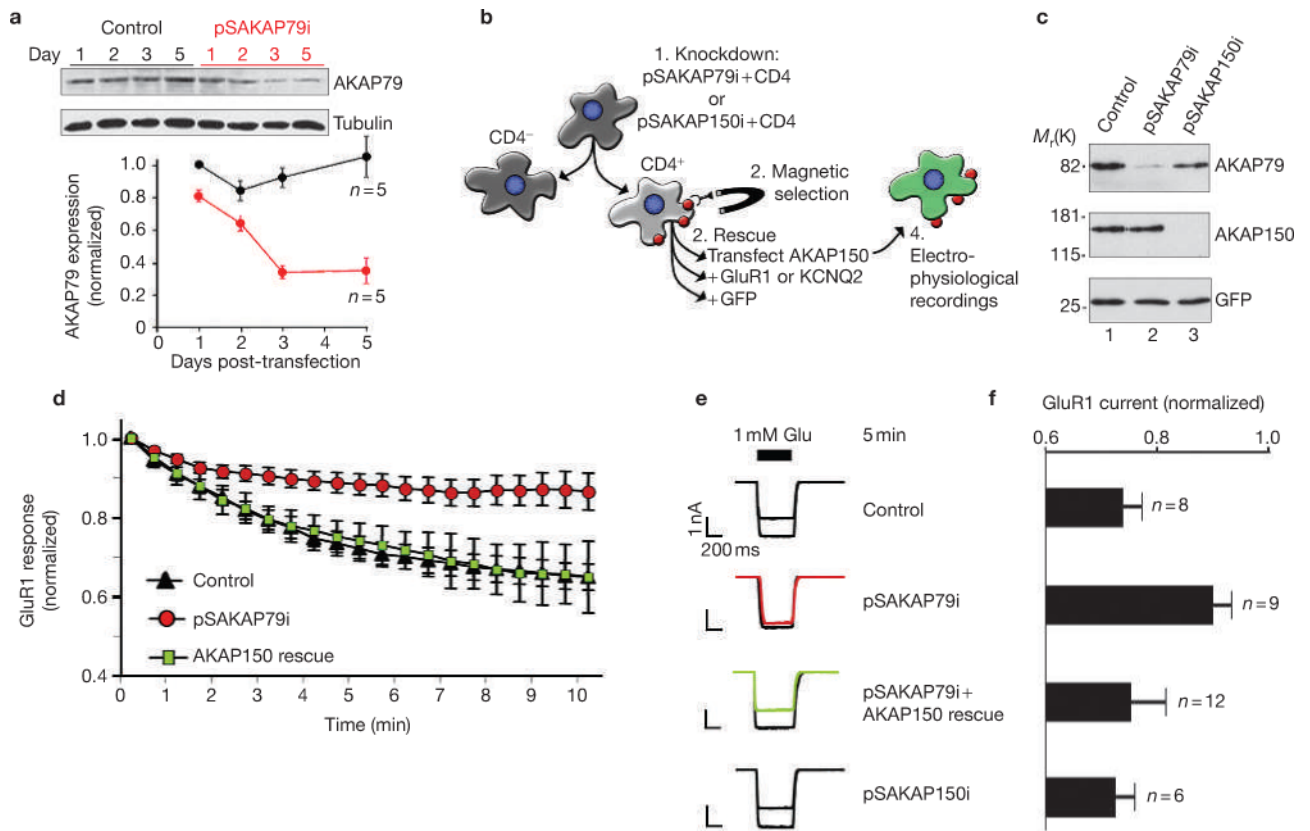 a
Control pSAKAP79i
Day 1 2 3 5 1 2 3 5
AKAP79
Tubulin
AKAP79 expression
(normalized)
1.0
0.8
0.6
0.4
0.2
0
n=5
n=5
0 1 2 3 4 5
Days post-transfection
b
1. Knockdown:
pSAKAP79i+CD4
or
pSAKAP150i+CD4
CD4⁻
CD4⁺
2. Magnetic
selection
2. Rescue
Transfect AKAP150
+GluR1 or KCNQ2
+GFP
4.
Electro-
physiological
recordings
c
Control
pSAKAP79i
pSAKAP150i
Mr(K)
82- AKAP79
181-
AKAP150
115-
25- GFP
1 2 3
d
GluR1 response
(normalized)
1.0
0.8
0.6
0.4
Control
pSAKAP79i
AKAP150 rescue
0 1 2 3 4 5 6 7 8 9 10
Time (min)
e
1 mM Glu 5 min
1 nA
200 ms
Control
pSAKAP79i
pSAKAP79i+
AKAP150 rescue
pSAKAP150i
f
GluR1 current (normalized)
0.6 0.8 1.0
n=8
n=9
n=12
n=6